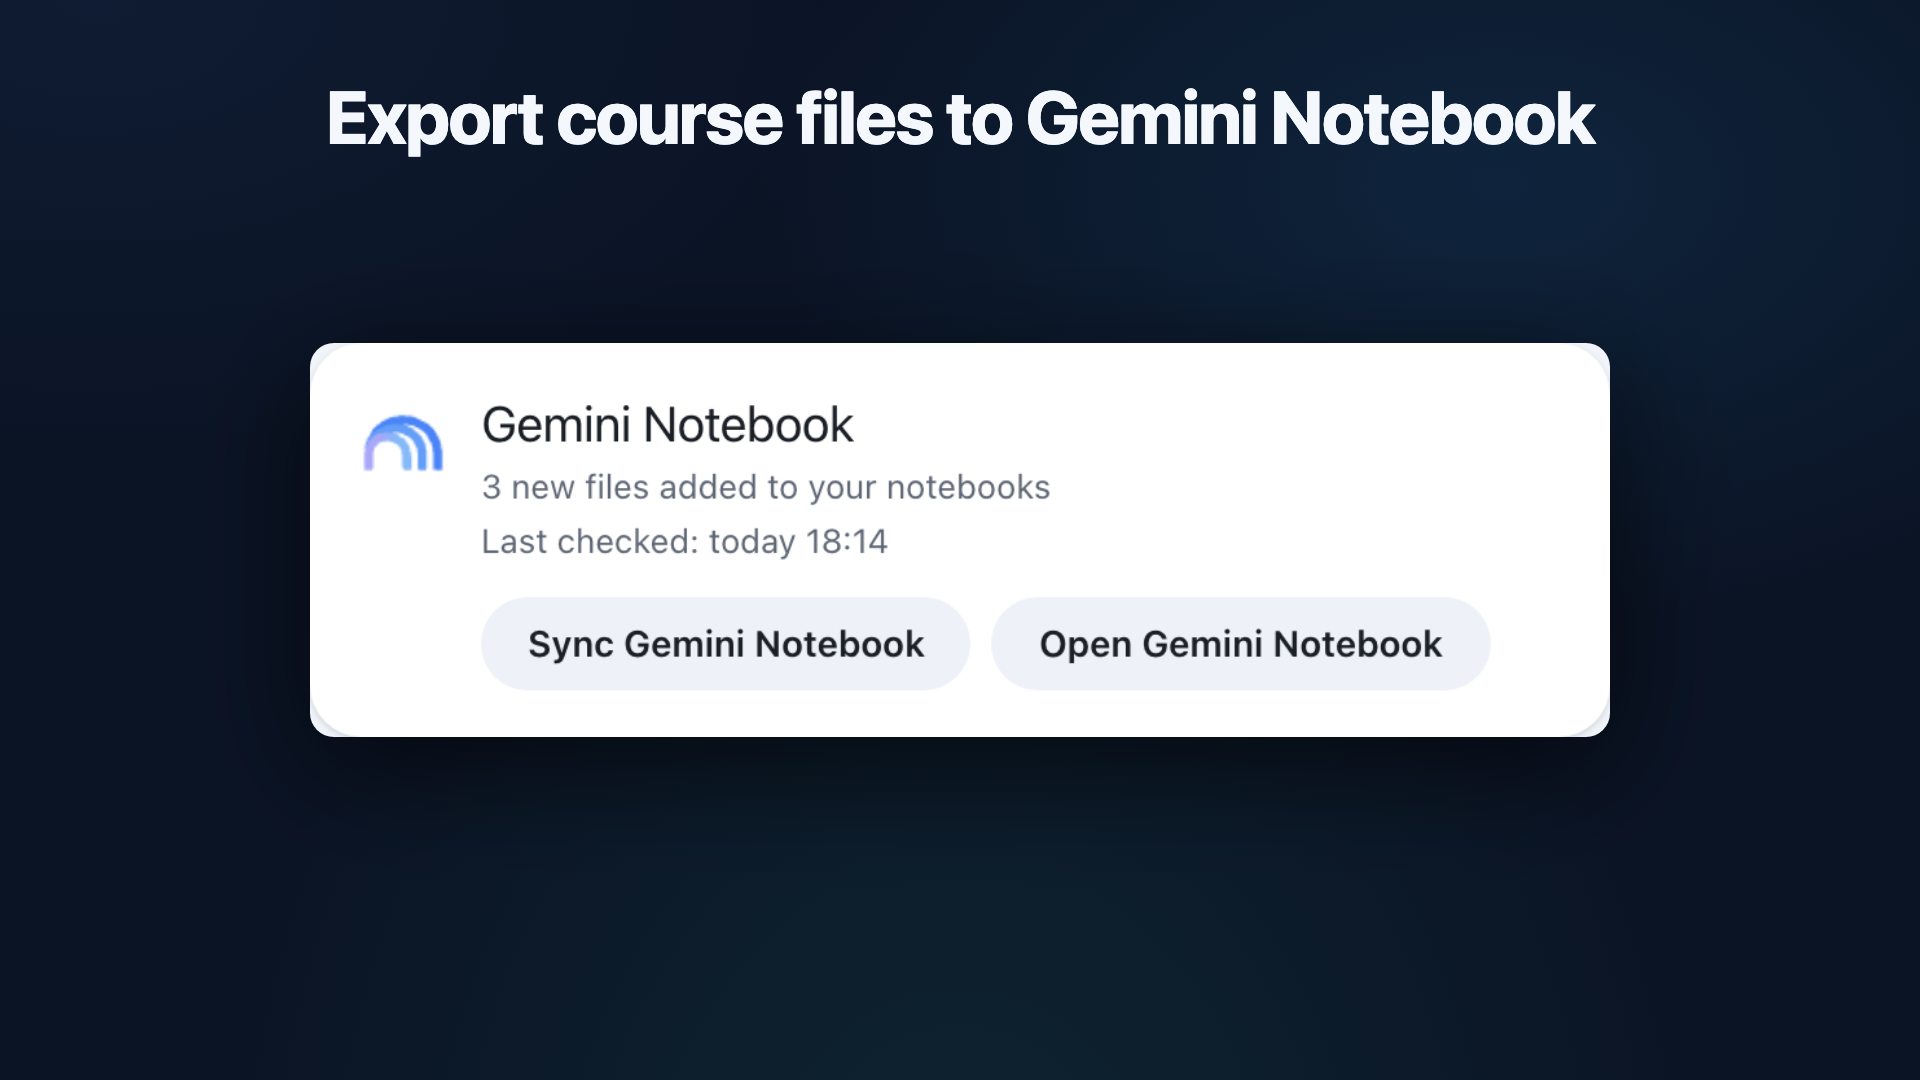 Export course files to Gemini Notebook
Gemini Notebook
3 new files added to your notebooks
Last checked: today 18:14
Sync Gemini Notebook
Open Gemini Notebook